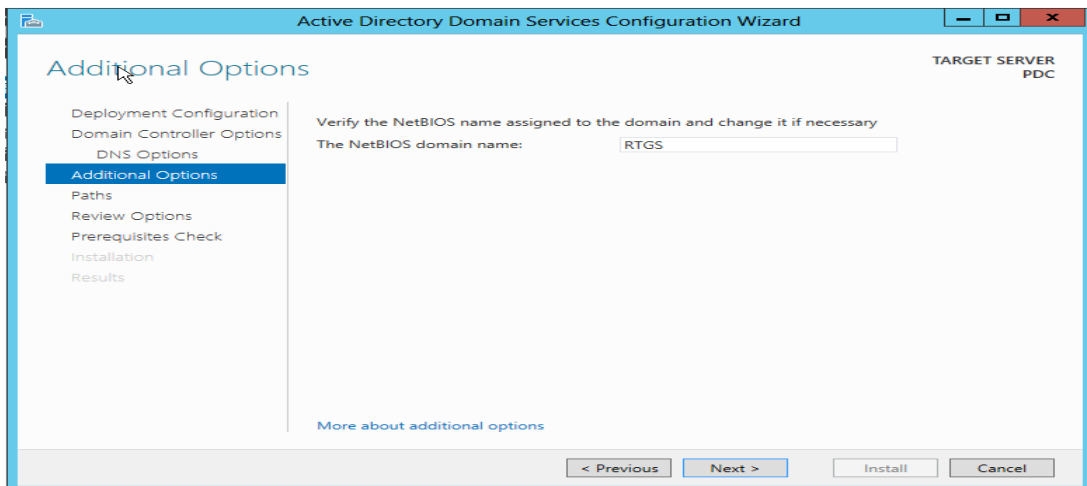 Active Directory Domain Services Configuration Wizard
Additional Options
TARGET SERVER
PDC
Deployment Configuration
Domain Controller Options
DNS Options
Additional Options
Paths
Review Options
Prerequisites Check
Installation
Results
Verify the NetBIOS name assigned to the domain and change it if necessary
The NetBIOS domain name: RTGS
More about additional options
< Previous Next > Install Cancel